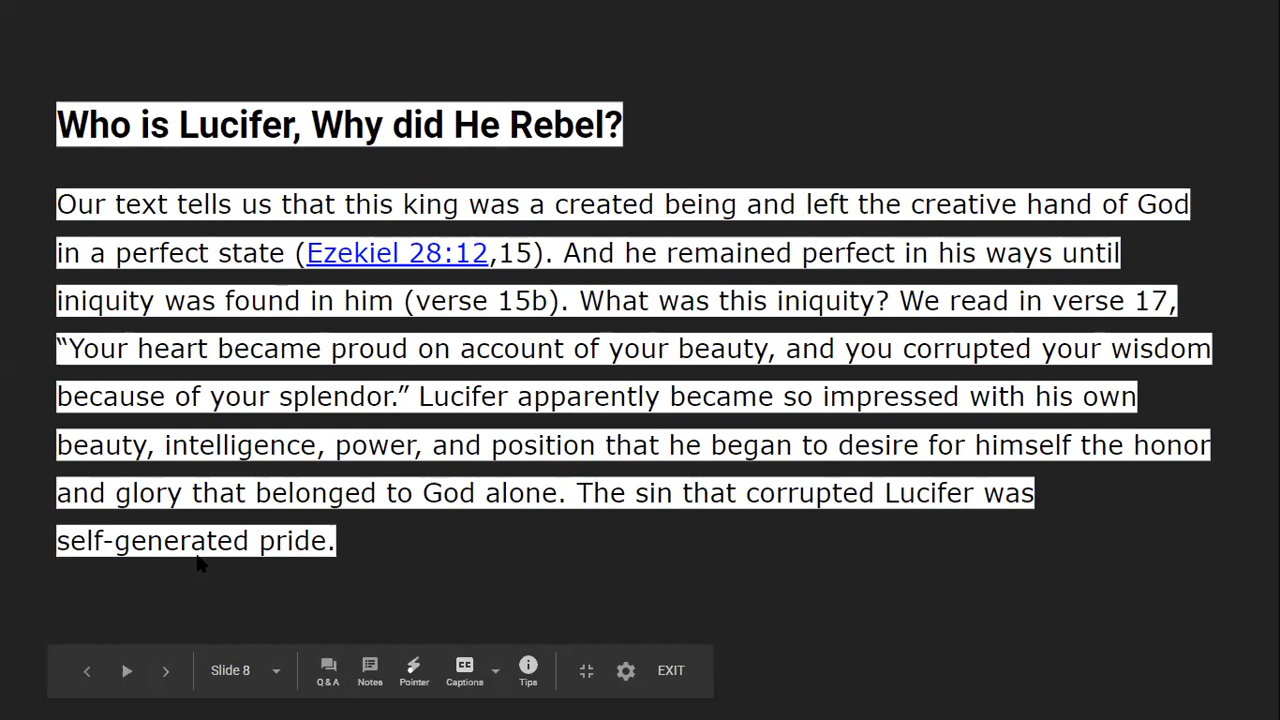 Who is Lucifer, Why did He Rebel?
Our text tells us that this king was a created being and left the creative hand of God
in a perfect state (Ezekiel 28:12,15). And he remained perfect in his ways until
iniquity was found in him (verse 15b). What was this iniquity? We read in verse 17,
“Your heart became proud on account of your beauty, and you corrupted your wisdom
because of your splendor.” Lucifer apparently became so impressed with his own
beauty, intelligence, power, and position that he began to desire for himself the honor
and glory that belonged to God alone. The sin that corrupted Lucifer was
self-generated pride.
Slide 8 Q & A Notes Pointer CC Captions Tips EXIT